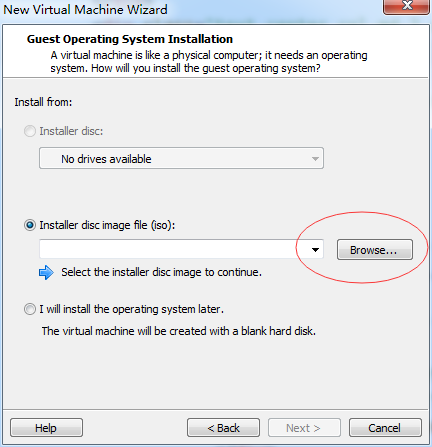 New Virtual Machine Wizard
Guest Operating System Installation
A virtual machine is like a physical computer; it needs an operating
system. How will you install the guest operating system?
Install from:
Installer disc:
No drives available
Installer disc image file (iso):
Browse...
Select the installer disc image to continue.
I will install the operating system later.
The virtual machine will be created with a blank hard disk.
Help
< Back
Next >
Cancel